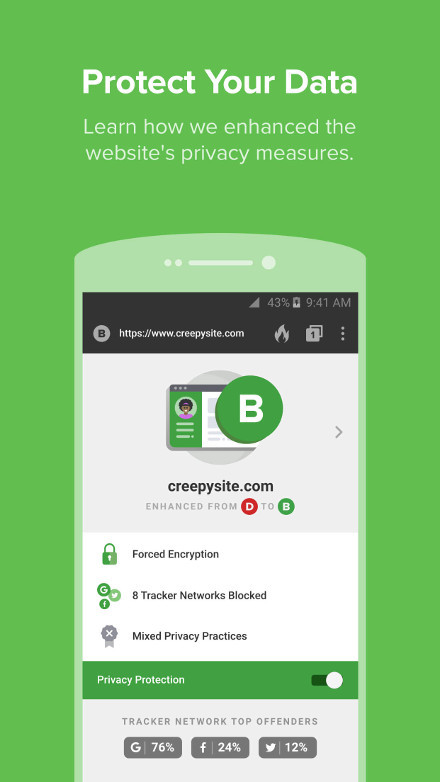 Protect Your Data
Learn how we enhanced the
website's privacy measures.
43% 9:41 AM
B https://www.creepysite.com 1
B
creepysite.com
ENHANCED FROM D TO B
Forced Encryption
G
f
8 Tracker Networks Blocked
Mixed Privacy Practices
Privacy Protection
TRACKER NETWORK TOP OFFENDERS
G 76% f 24% 12%